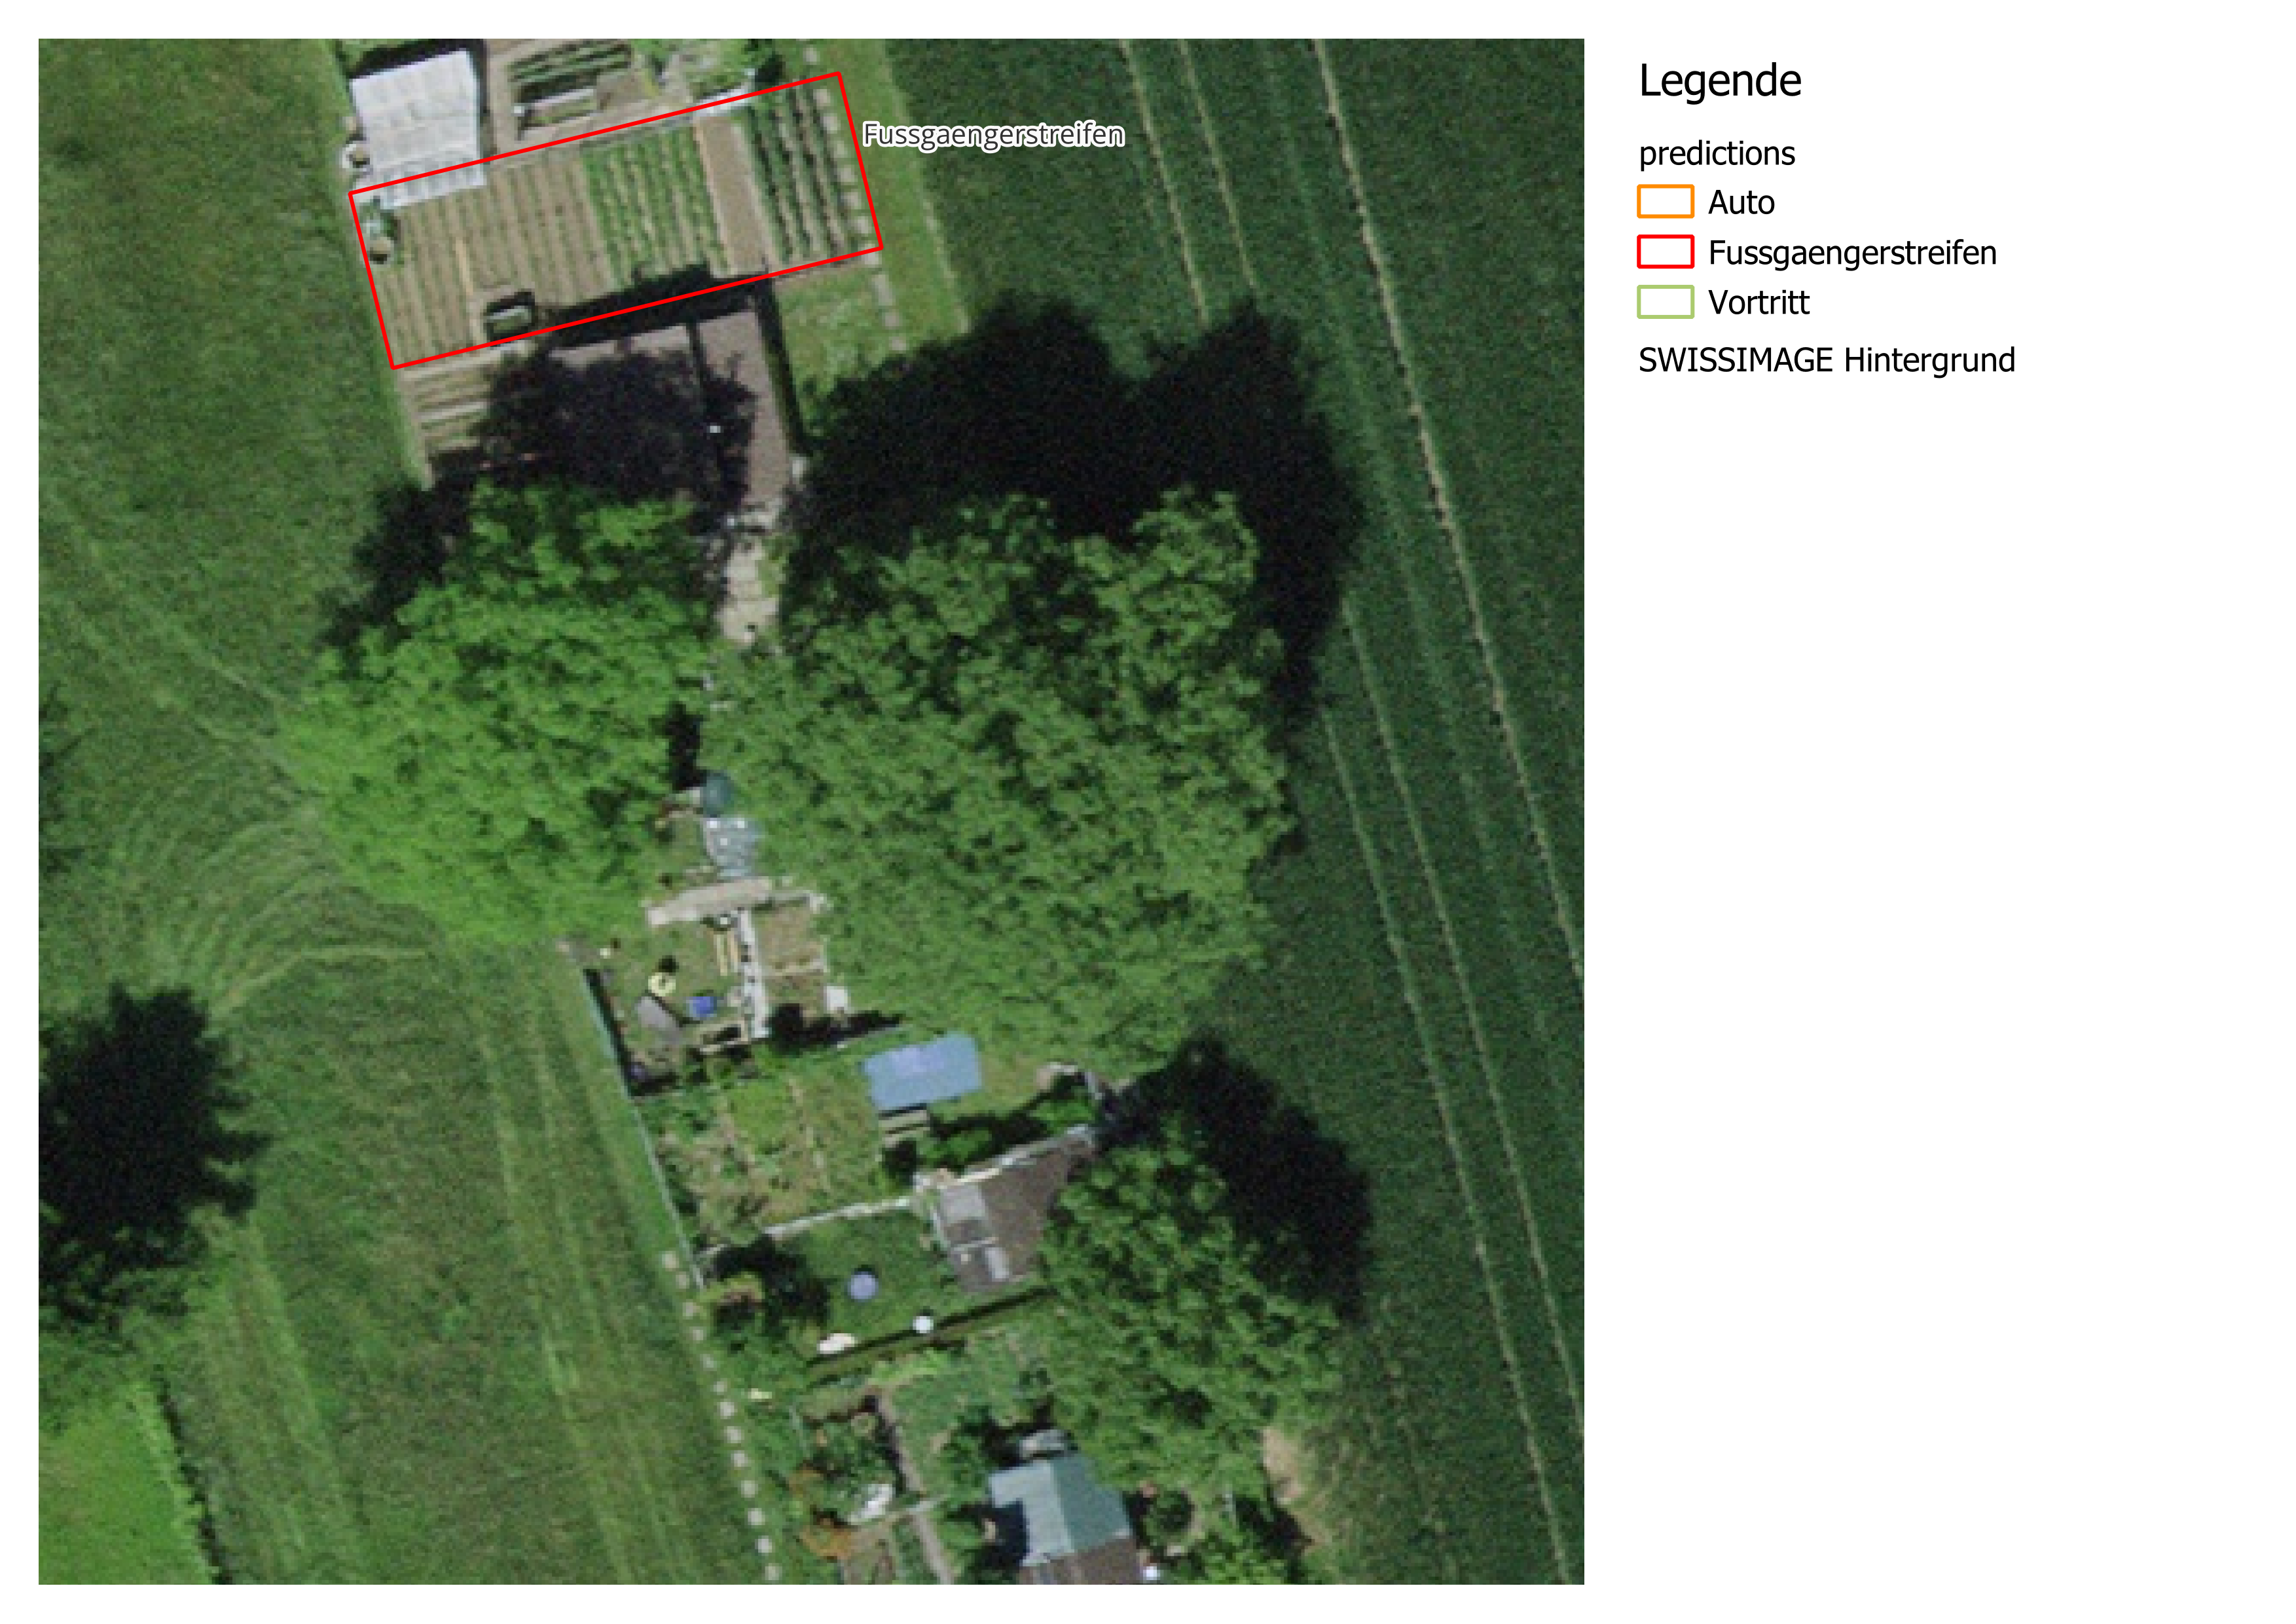 Fussgaengerstreifen
Legende
predictions
Auto
Fussgaengerstreifen
Vortritt
SWISSIMAGE Hintergrund